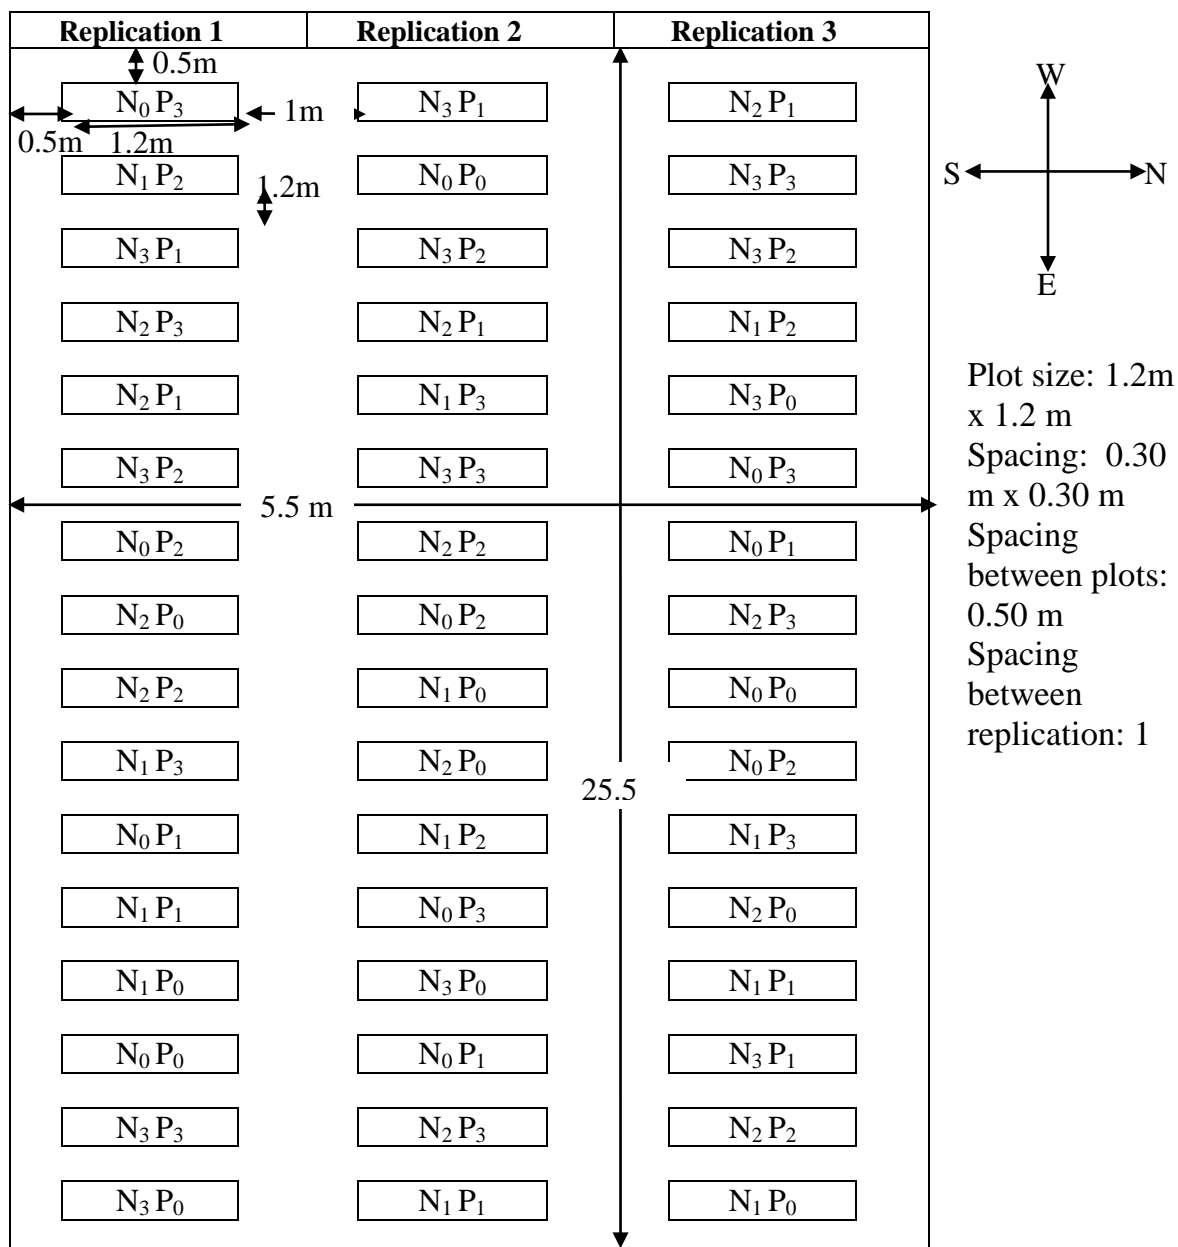 Replication 1 Replication 2 Replication 3
0.5m
N₀ P₃ 1m N₃ P₁ N₂ P₁
0.5m 1.2m
N₁ P₂ 1.2m N₀ P₀ N₃ P₃
N₃ P₁ N₃ P₂ N₃ P₂
N₂ P₃ N₂ P₁ N₁ P₂
N₂ P₁ N₁ P₃ N₃ P₀
N₃ P₂ N₃ P₃ N₀ P₃
5.5 m
N₀ P₂ N₂ P₂ N₀ P₁
N₂ P₀ N₀ P₂ N₂ P₃
N₂ P₂ N₁ P₀ N₀ P₀
N₁ P₃ N₂ P₀ N₀ P₂
25.5
N₀ P₁ N₁ P₂ N₁ P₃
N₁ P₁ N₀ P₃ N₂ P₀
N₁ P₀ N₃ P₀ N₁ P₁
N₀ P₀ N₀ P₁ N₃ P₁
N₃ P₃ N₂ P₃ N₂ P₂
N₃ P₀ N₁ P₁ N₁ P₀
W
S N
E
Plot size: 1.2m
x 1.2 m
Spacing: 0.30
m x 0.30 m
Spacing
between plots:
0.50 m
Spacing
between
replication: 1